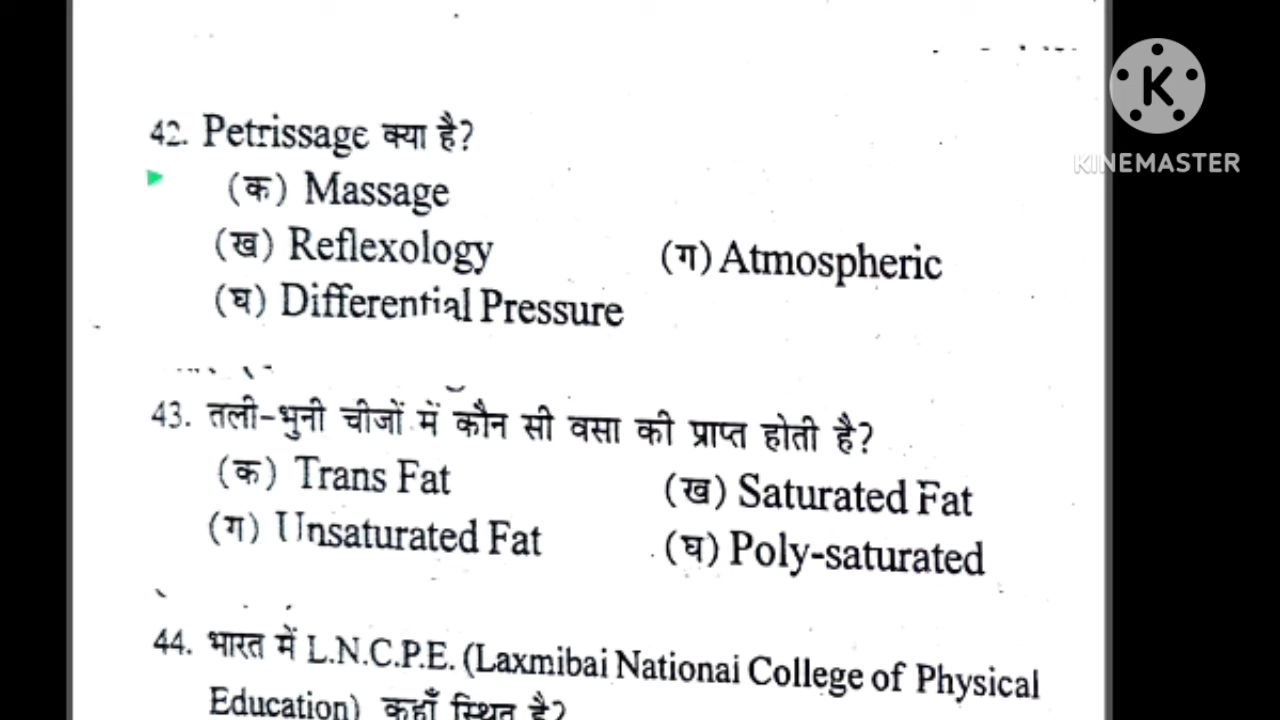 42. Petrissage क्या है?
(क) Massage
(ख) Reflexology (ग) Atmospheric
(घ) Differential Pressure
43. तली-भुनी चीजों में कौन सी वसा की प्राप्त होती है?
(क) Trans Fat (ख) Saturated Fat
(ग) Unsaturated Fat (घ) Poly-saturated
44. भारत में L.N.C.P.E. (Laxmibai National College of Physical
Education) कहाँ स्थित है?
KINEMASTER